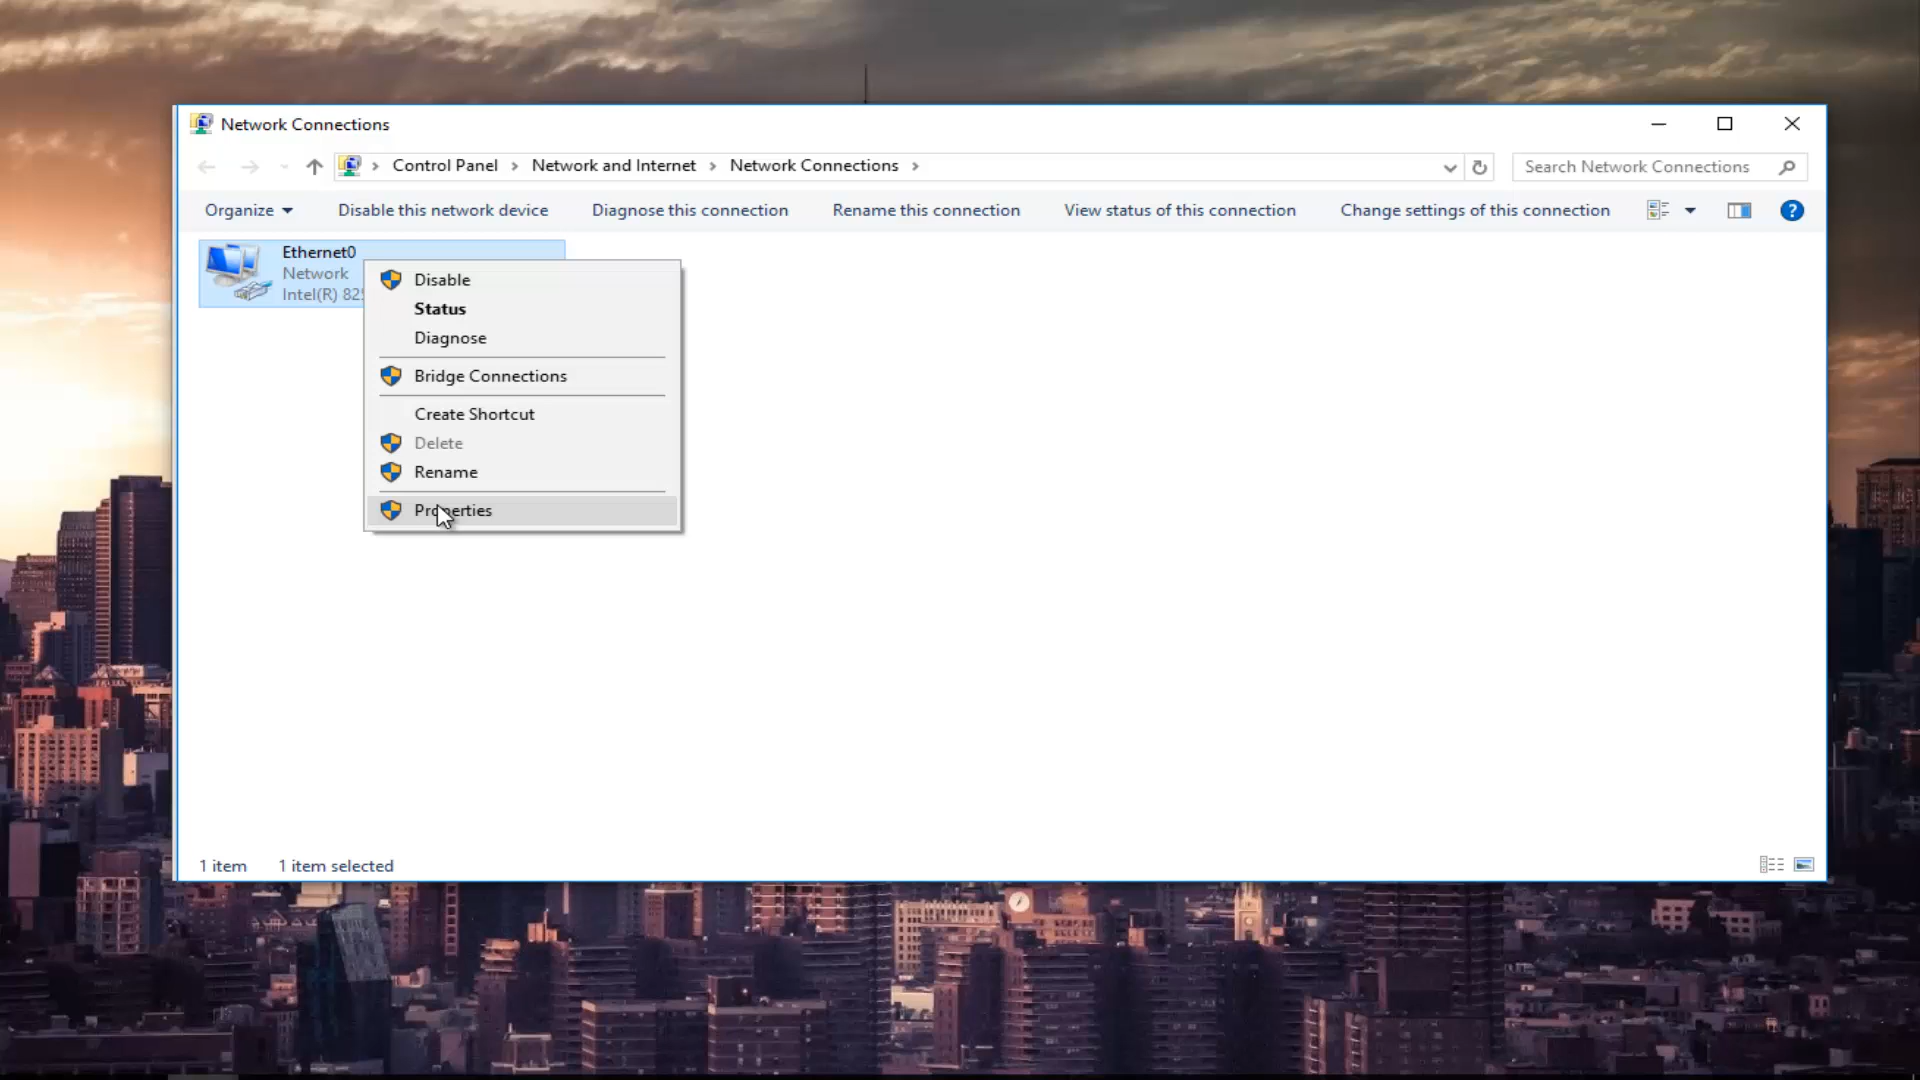 Network Connections
Control Panel Network and Internet Network Connections
Search Network Connections
Organize Disable this network device Diagnose this connection Rename this connection View status of this connection Change settings of this connection
Ethernet0
Network
Intel(R)
Disable
Status
Diagnose
Bridge Connections
Create Shortcut
Delete
Rename
Properties
1 item 1 item selected